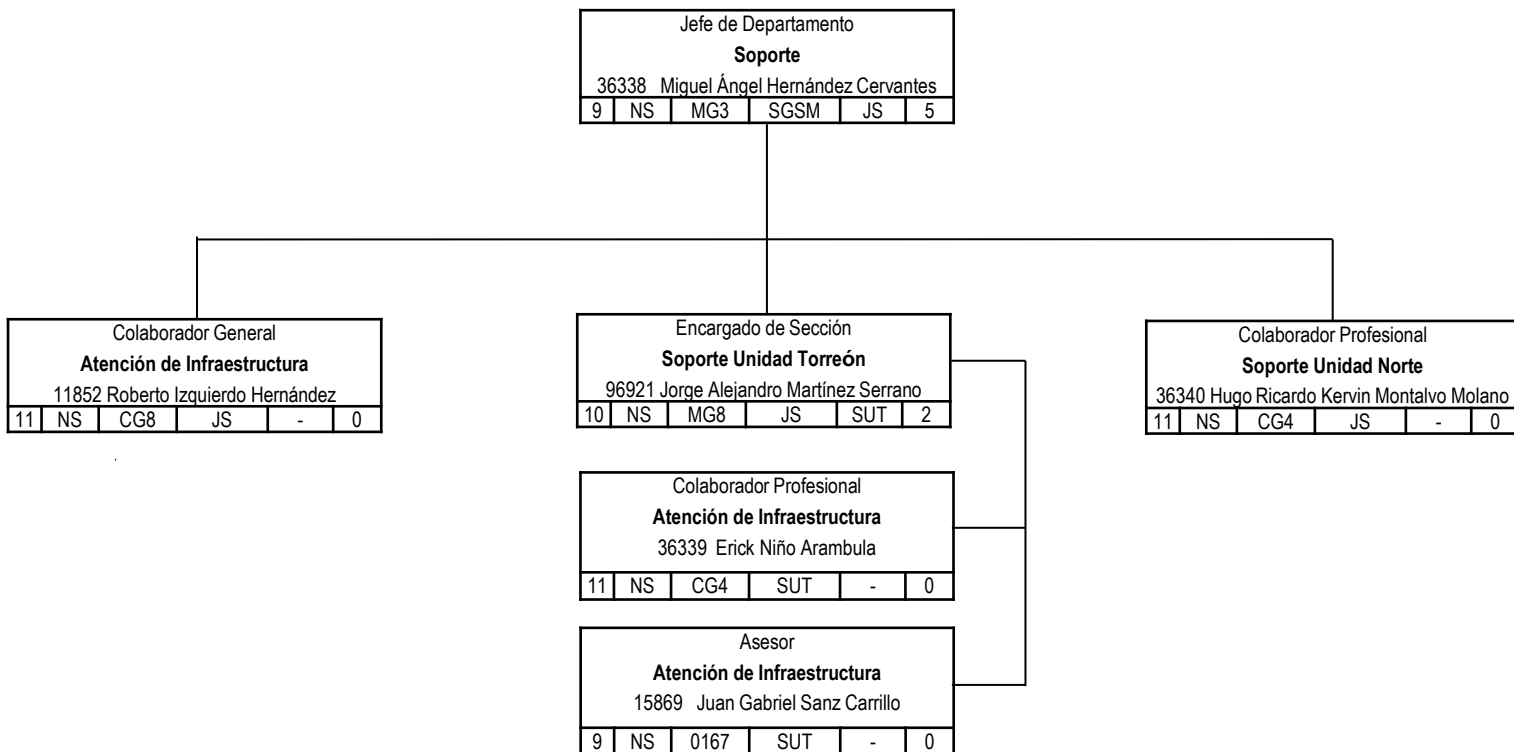 Jefe de Departamento
Soporte
36338 Miguel Ángel Hernández Cervantes
9 NS MG3 SGSM JS 5
Colaborador General
Atención de Infraestructura
11852 Roberto Izquierdo Hernández
11 NS CG8 JS - 0
Encargado de Sección
Soporte Unidad Torreón
96921 Jorge Alejandro Martínez Serrano
10 NS MG8 JS SUT 2
Colaborador Profesional
Soporte Unidad Norte
36340 Hugo Ricardo Kervin Montalvo Molano
11 NS CG4 JS - 0
Colaborador Profesional
Atención de Infraestructura
36339 Erick Niño Arambula
11 NS CG4 SUT - 0
Asesor
Atención de Infraestructura
15869 Juan Gabriel Sanz Carrillo
9 NS 0167 SUT - 0